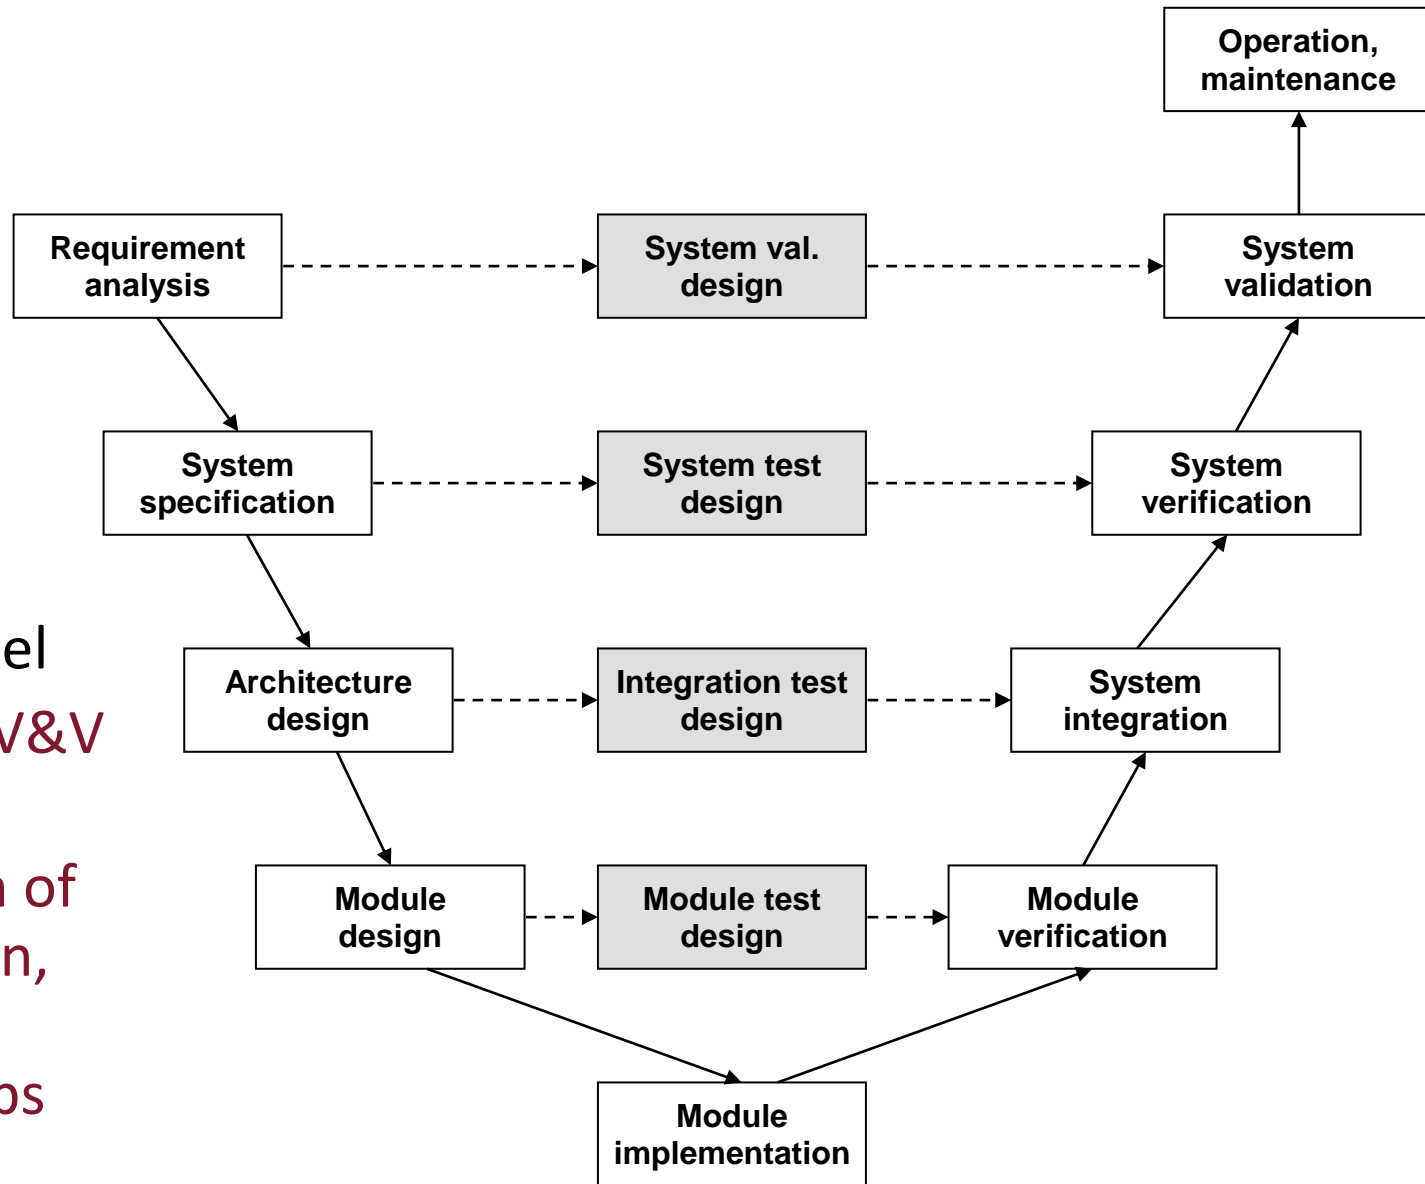 Operation,
maintenance
Requirement
analysis
System val.
design
System
validation
System
specification
System test
design
System
verification
Architecture
design
Integration test
design
System
integration
Module
design
Module test
design
Module
verification
Module
implementation
el
V&V
of
n,